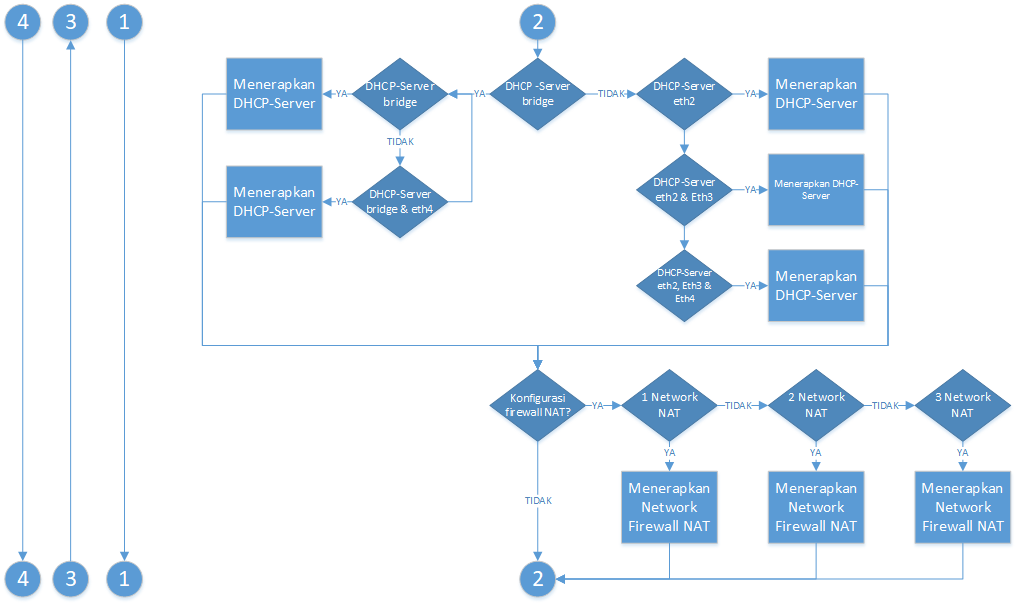 4
3
1
2
Menerapkan
DHCP-Server
YA
DHCP-Server
bridge
YA
DHCP -Server
bridge
TIDAK
DHCP-Server
eth2
YA
Menerapkan
DHCP-Server
TIDAK
Menerapkan
DHCP-Server
YA
DHCP-Server
bridge & eth4
DHCP-Server
eth2 & Eth3
YA
Menerapkan DHCP-
Server
DHCP-Server
eth2, Eth3 &
Eth4
YA
Menerapkan
DHCP-Server
Konfigurasi
firewall NAT?
YA
1 Network
NAT
TIDAK
2 Network
NAT
TIDAK
3 Network
NAT
YA
YA
YA
TIDAK
Menerapkan
Network
Firewall NAT
Menerapkan
Network
Firewall NAT
Menerapkan
Network
Firewall NAT
4
3
1
2